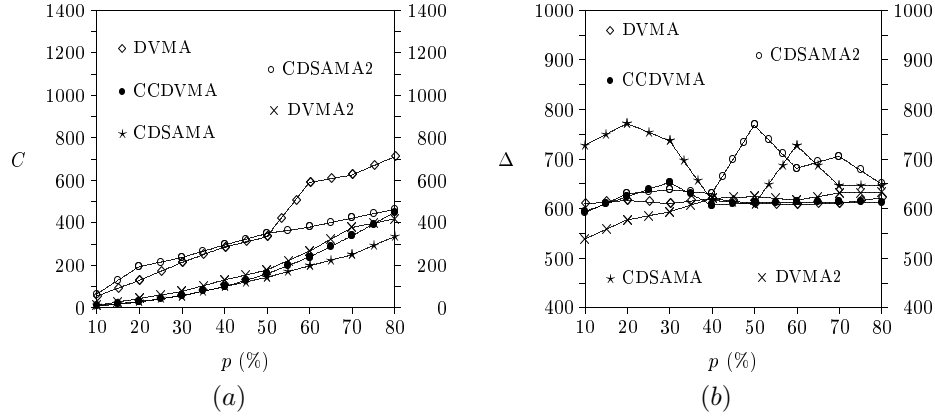 1400 1400 1000 1000
1200 DVMA 1200 900 DVMA 900
CDSAMA2 CDSAMA2
1000 CCDVMA 1000 CCDVMA
DVMA2 800 800
800 CDSAMA 800
C Δ 700 700
600 600
600 600
400 400
500 CDSAMA DVMA2 500
200 200
0 0 400 400
10 20 30 40 50 60 70 80 10 20 30 40 50 60 70 80
p (%) p (%)
(a) (b)